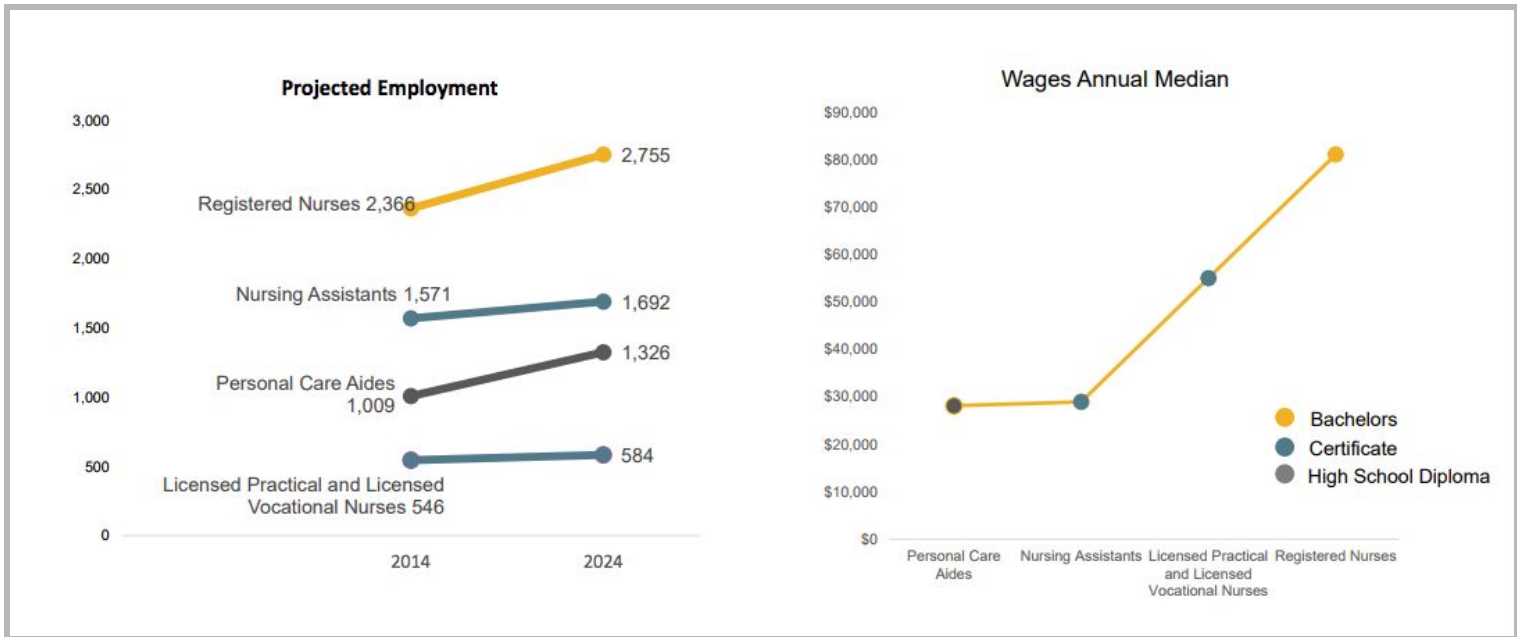 Projected Employment
3,000
2,500
2,000
1,500
1,000
500
0
Registered Nurses 2,366
2,755
Nursing Assistants 1,571
1,692
Personal Care Aides
1,009
1,326
Licensed Practical and Licensed
Vocational Nurses 546
584
2014
2024
Wages Annual Median
$90,000
$80,000
$70,000
$60,000
$50,000
$40,000
$30,000
$20,000
$10,000
$0
Personal Care
Aides
Nursing Assistants
Licensed Practical
and Licensed
Vocational Nurses
Registered Nurses
Bachelors
Certificate
High School Diploma